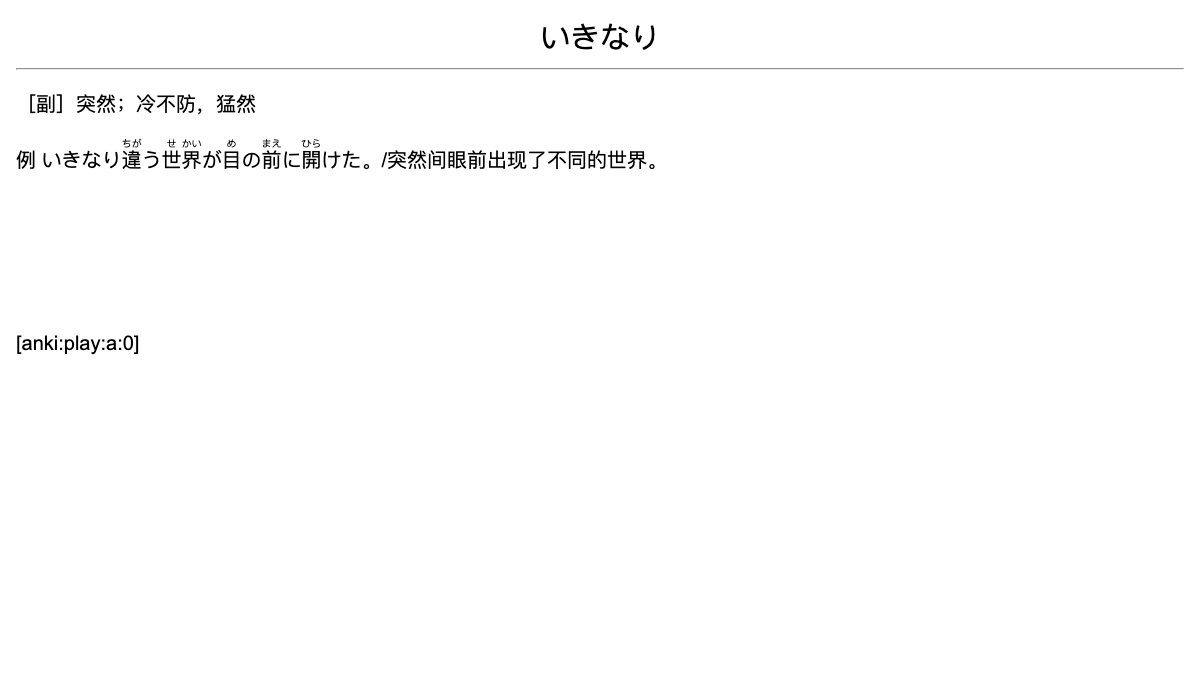 いきなり
［副］突然；冷不防，猛然
ちが せ かい め まえ ひら
例 いきなり違う世界が目の前に開けた。/突然间眼前出现了不同的世界。
[anki:play:a:0]